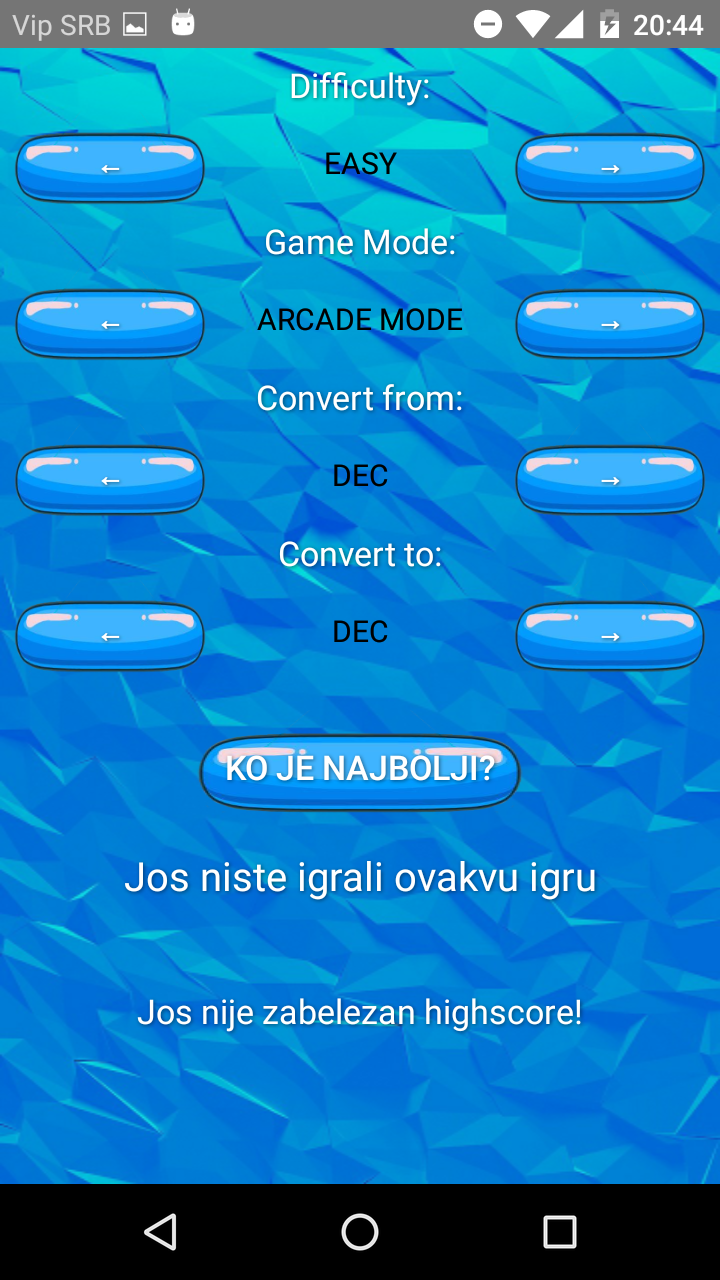 Vip SRB 20:44
Difficulty:
← EASY →
Game Mode:
← ARCADE MODE →
Convert from:
← DEC →
Convert to:
← DEC →
KO JE NAJBOLJI?
Jos niste igrali ovakvu igru
Jos nije zabelezan highscore!